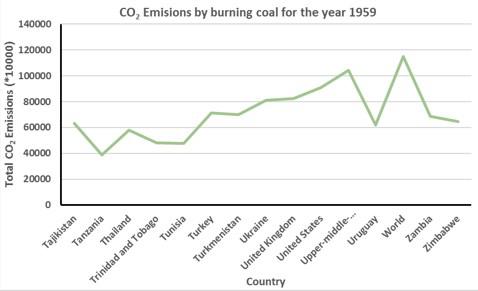 CO2 Emisions by burning coal for the year 1959
Total CO2 Emissions (*10000)
140000
120000
100000
80000
60000
40000
20000
0
Tajikistan
Tanzania
Thailand
Trinidad and Tobago
Tunisia
Turkey
Turkmenistan
Ukraine
United Kingdom
United States
Upper-middle-...
Uruguay
World
Zambia
Zimbabwe
Country